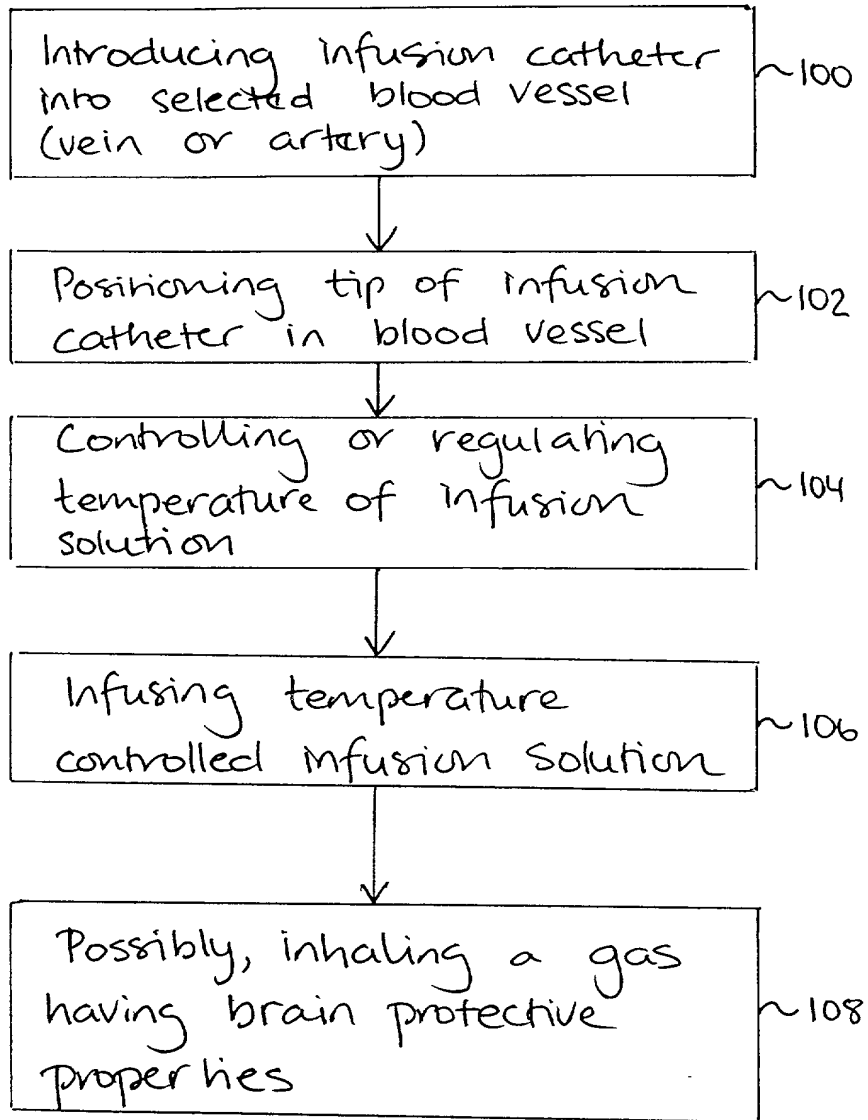 Introducing infusion catheter
into selected blood vessel
(vein or artery)
100
Positioning tip of infusion
catheter in blood vessel
102
Controlling or regulating
temperature of infusion
solution
104
Infusing temperature
controlled infusion solution
106
Possibly, inhaling a gas
having brain protective
properties
108